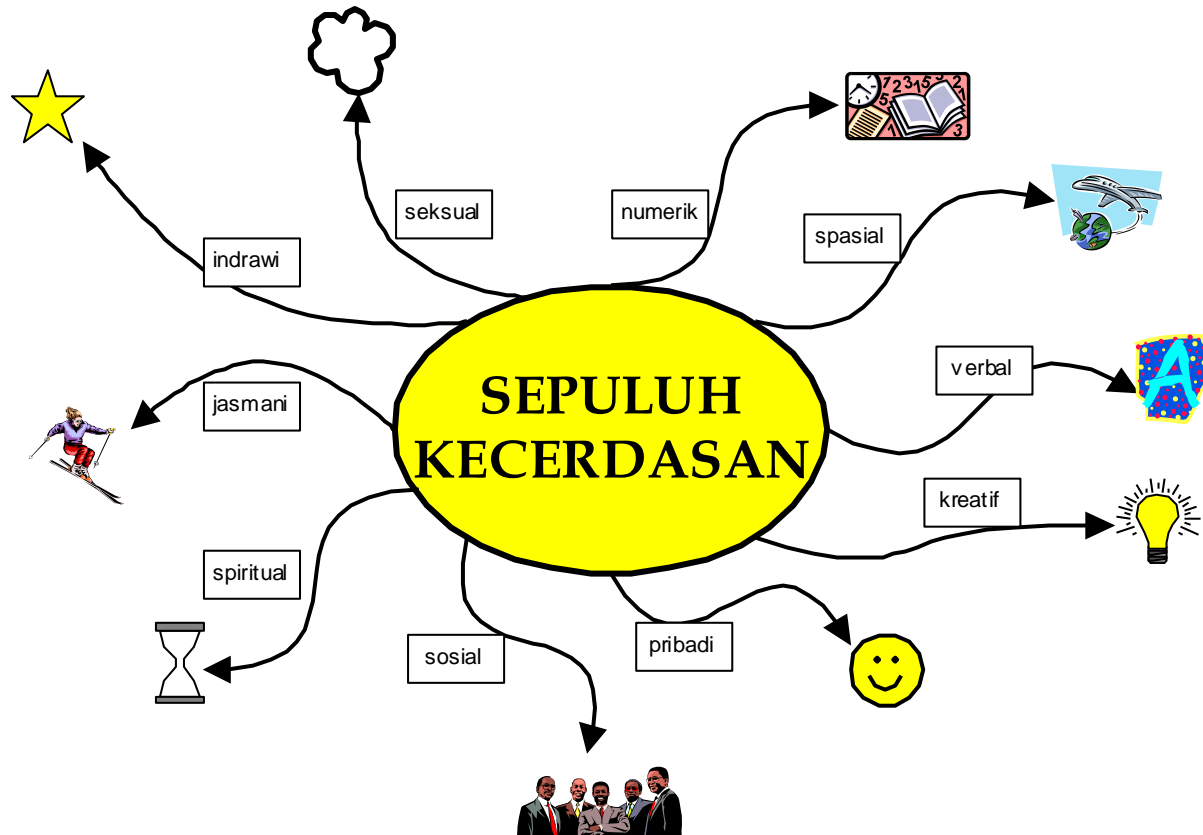 seksual
numerik
spasial
indrawi
verbal
SEPULUH
KECERDASAN
jasmani
kreatif
spiritual
sosial
pribadi